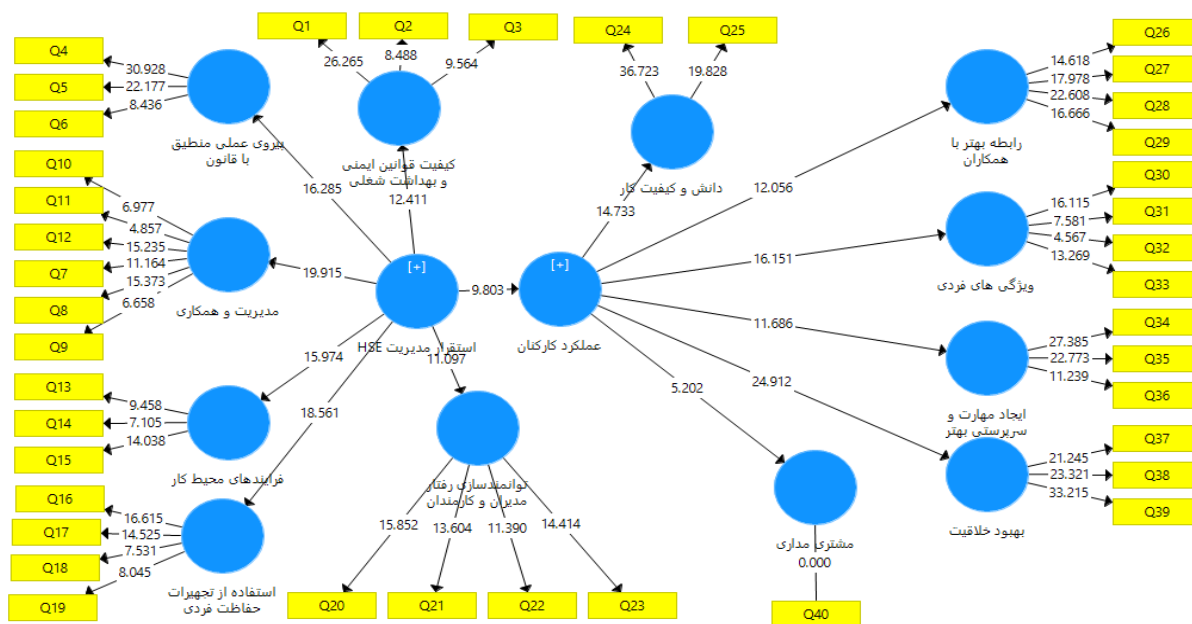 Q1
Q2
Q3
26.265
8.488
9.564
کیفیت قوانین ایمنی
و بهداشت شغلی
12.411
Q4
Q5
Q6
30.928
22.177
8.436
پیروی عملی منطیق
با قانون
16.285
Q10
Q11
Q12
Q7
Q8
Q9
6.977
4.857
15.235
11.164
15.373
6.658
مدیریت و همکاری
19.915
Q13
Q14
Q15
9.458
7.105
14.038
فرایندهای محیط کار
15.974
Q16
Q17
Q18
Q19
16.615
14.525
7.531
8.045
استفاده از تجهیرات
حفاظت فردی
18.561
[+]
استقرار مدیریت HSE
11.097
توانمندسازی رفتار
مدیران و کارمندان
15.852
13.604
11.390
14.414
Q20
Q21
Q22
Q23
9.803
[+]
عملکرد کارکنان
Q24
Q25
36.723
19.828
دانش و کیفیت کار
14.733
Q26
Q27
Q28
Q29
14.618
17.978
22.608
16.666
رابطه بهتر با
همکاران
12.056
Q30
Q31
Q32
Q33
16.115
7.581
4.567
13.269
ویژگی های فردی
16.151
Q34
Q35
Q36
27.385
22.773
11.239
ایجاد مهارت و
سرپرستی بهتر
11.686
Q37
Q38
Q39
21.245
23.321
33.215
بهبود خلاقیت
24.912
5.202
مشتری مداری
0.000
Q40